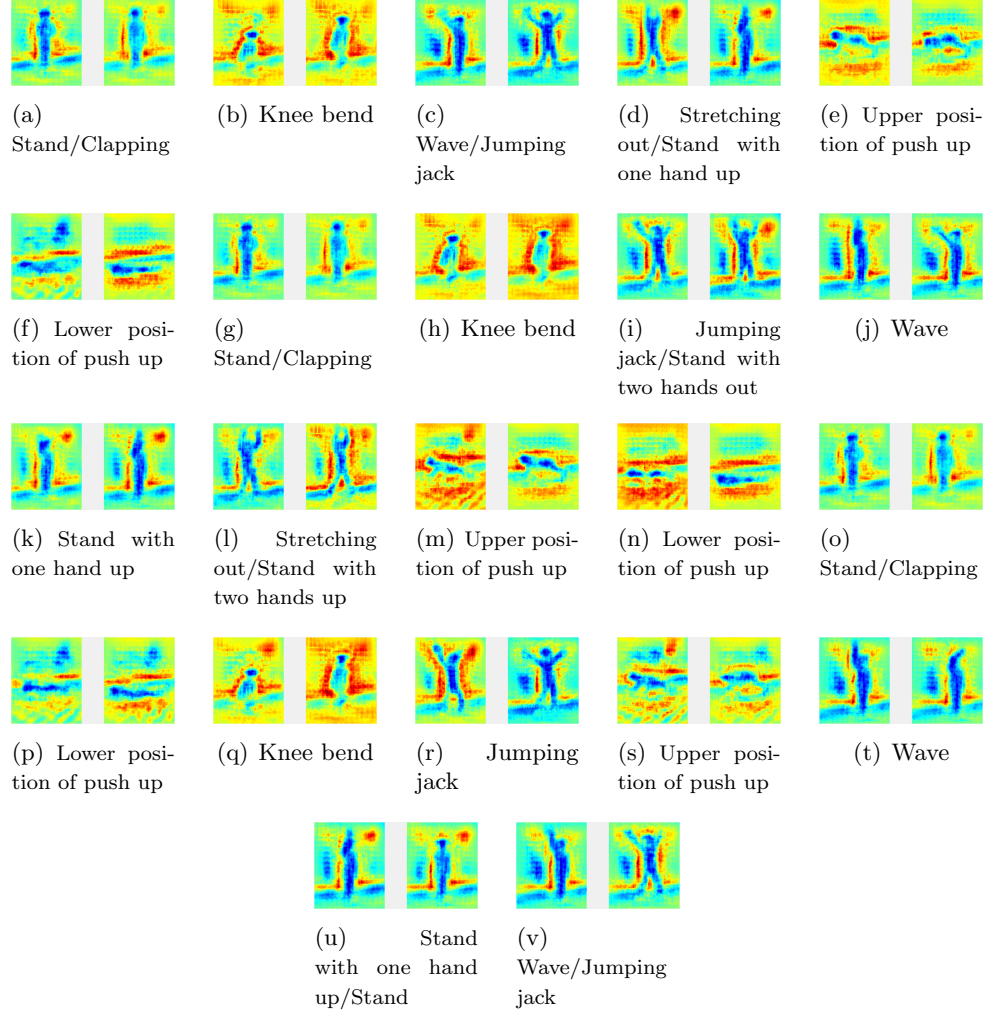 (a)
Stand/Clapping
(b) Knee bend
(c)
Wave/Jumping
jack
(d) Stretching
out/Stand with
one hand up
(e) Upper posi-
tion of push up
(f) Lower posi-
tion of push up
(g)
Stand/Clapping
(h) Knee bend
(i) Jumping
jack/Stand with
two hands out
(j) Wave
(k) Stand with
one hand up
(l) Stretching
out/Stand with
two hands up
(m) Upper posi-
tion of push up
(n) Lower posi-
tion of push up
(o)
Stand/Clapping
(p) Lower posi-
tion of push up
(q) Knee bend
(r) Jumping
jack
(s) Upper posi-
tion of push up
(t) Wave
(u) Stand
with one hand
up/Stand
(v)
Wave/Jumping
jack